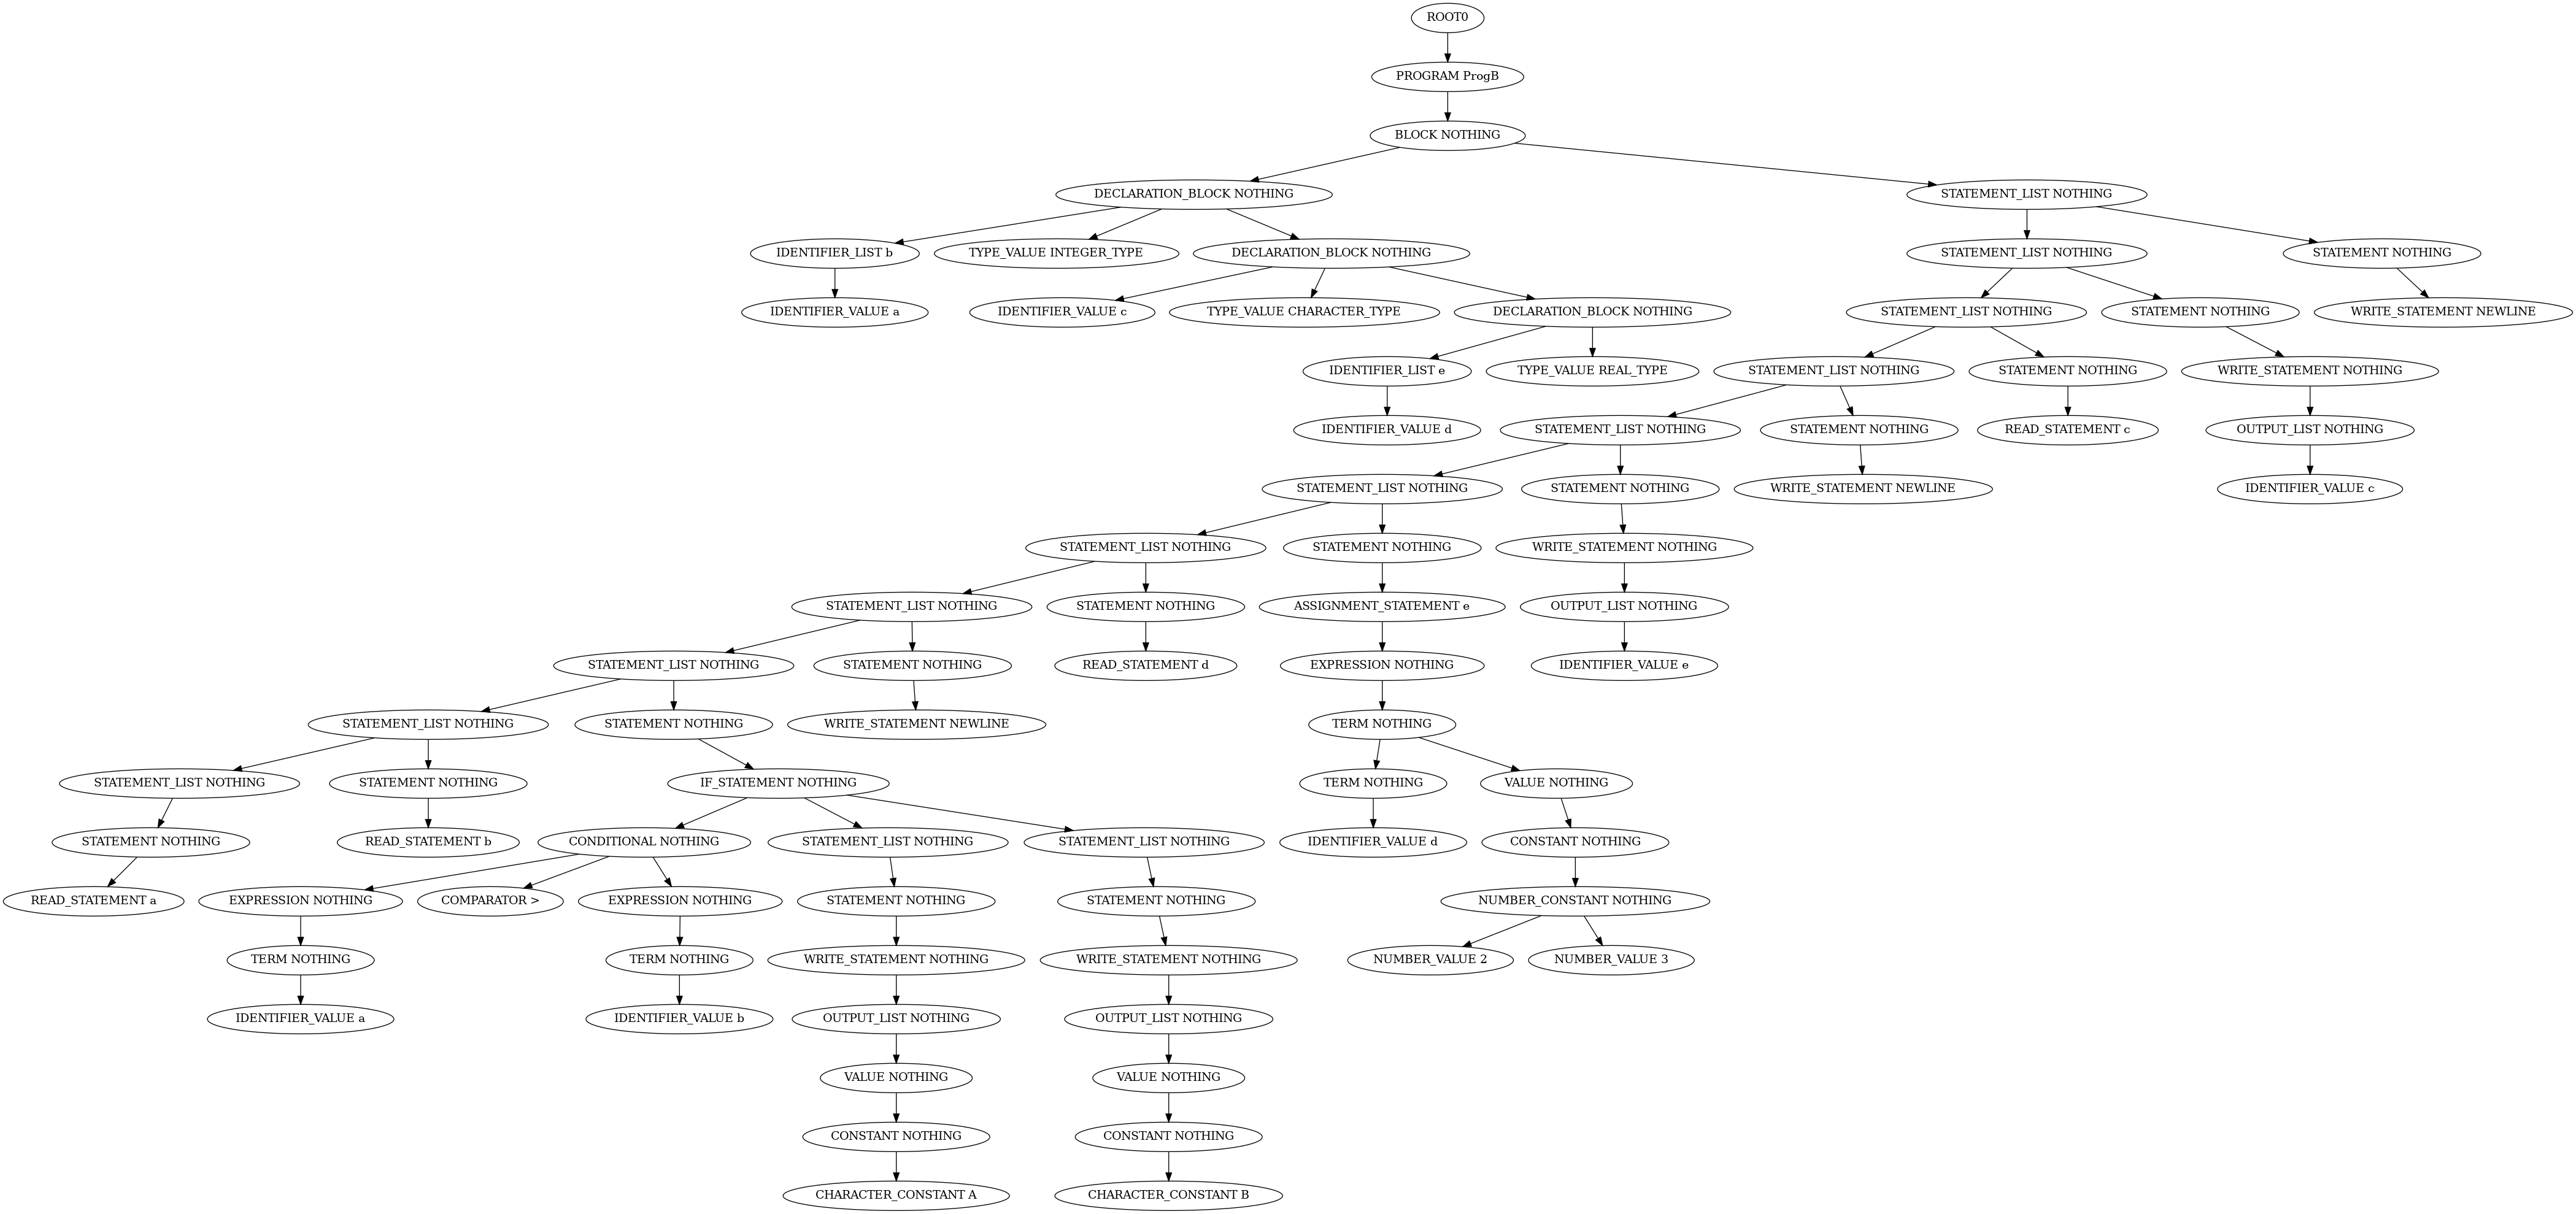 ROOT0
PROGRAM ProgB
BLOCK NOTHING
DECLARATION_BLOCK NOTHING
STATEMENT_LIST NOTHING
IDENTIFIER_LIST b
TYPE_VALUE INTEGER_TYPE
DECLARATION_BLOCK NOTHING
STATEMENT_LIST NOTHING
STATEMENT NOTHING
IDENTIFIER_VALUE a
IDENTIFIER_VALUE c
TYPE_VALUE CHARACTER_TYPE
DECLARATION_BLOCK NOTHING
STATEMENT_LIST NOTHING
STATEMENT NOTHING
WRITE_STATEMENT NEWLINE
IDENTIFIER_LIST e
TYPE_VALUE REAL_TYPE
STATEMENT_LIST NOTHING
STATEMENT NOTHING
WRITE_STATEMENT NOTHING
IDENTIFIER_VALUE d
STATEMENT_LIST NOTHING
STATEMENT NOTHING
READ_STATEMENT c
OUTPUT_LIST NOTHING
STATEMENT_LIST NOTHING
STATEMENT NOTHING
WRITE_STATEMENT NEWLINE
IDENTIFIER_VALUE c
STATEMENT_LIST NOTHING
STATEMENT NOTHING
WRITE_STATEMENT NOTHING
STATEMENT_LIST NOTHING
STATEMENT NOTHING
ASSIGNMENT_STATEMENT e
OUTPUT_LIST NOTHING
STATEMENT_LIST NOTHING
STATEMENT NOTHING
READ_STATEMENT d
EXPRESSION NOTHING
IDENTIFIER_VALUE e
STATEMENT_LIST NOTHING
STATEMENT NOTHING
WRITE_STATEMENT NEWLINE
TERM NOTHING
STATEMENT_LIST NOTHING
STATEMENT NOTHING
IF_STATEMENT NOTHING
TERM NOTHING
VALUE NOTHING
STATEMENT NOTHING
READ_STATEMENT b
CONDITIONAL NOTHING
STATEMENT_LIST NOTHING
STATEMENT_LIST NOTHING
IDENTIFIER_VALUE d
CONSTANT NOTHING
READ_STATEMENT a
EXPRESSION NOTHING
COMPARATOR >
EXPRESSION NOTHING
STATEMENT NOTHING
STATEMENT NOTHING
NUMBER_CONSTANT NOTHING
TERM NOTHING
TERM NOTHING
WRITE_STATEMENT NOTHING
WRITE_STATEMENT NOTHING
NUMBER_VALUE 2
NUMBER_VALUE 3
IDENTIFIER_VALUE a
IDENTIFIER_VALUE b
OUTPUT_LIST NOTHING
OUTPUT_LIST NOTHING
VALUE NOTHING
VALUE NOTHING
CONSTANT NOTHING
CONSTANT NOTHING
CHARACTER_CONSTANT A
CHARACTER_CONSTANT B